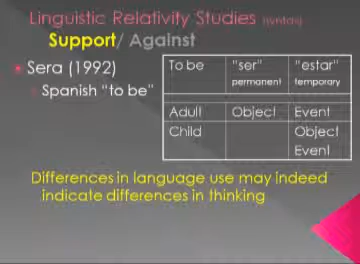 Linguistic Relativity Studies (syntax)
Support/ Against
Sera (1992)
Spanish "to be"
To be "ser" "estar"
permanent temporary
Adult Object Event
Child Object
Event
Differences in language use may indeed
indicate differences in thinking